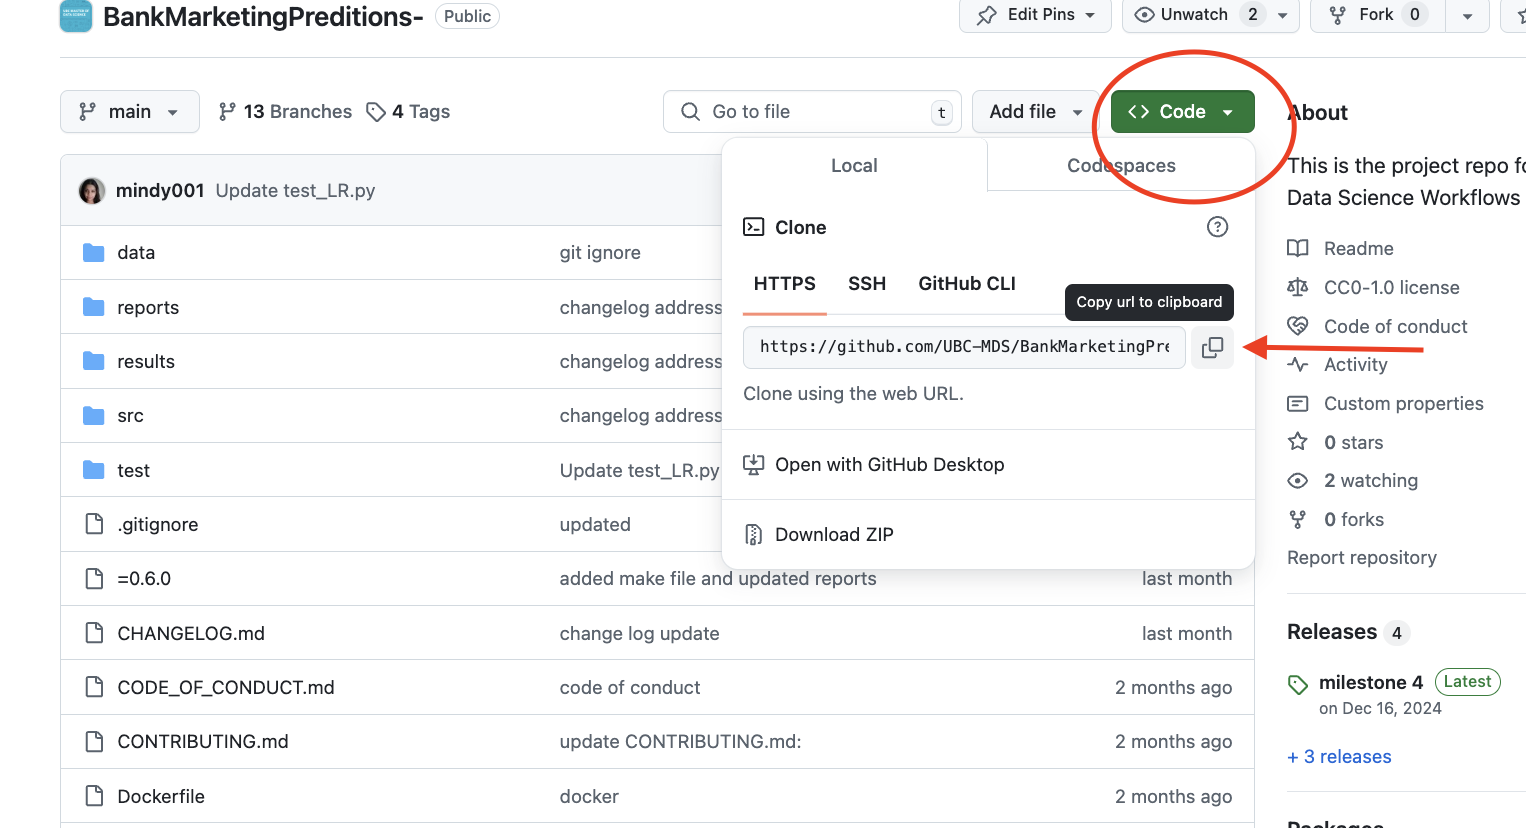 BankMarketingPreditions- Public
Edit Pins Unwatch 2 Fork 0
main 13 Branches 4 Tags Go to file t Add file <> Code
Local Codespaces
Clone
HTTPS SSH GitHub CLI
Copy url to clipboard
https://github.com/UBC-MDS/BankMarketingPre
Clone using the web URL.
Open with GitHub Desktop
Download ZIP
mindy001 Update test_LR.py
data git ignore
reports changelog address
results changelog address
src changelog address
test Update test_LR.py
.gitignore updated
=0.6.0 added make file and updated reports last month
CHANGELOG.md change log update last month
CODE_OF_CONDUCT.md code of conduct 2 months ago
CONTRIBUTING.md update CONTRIBUTING.md: 2 months ago
Dockerfile docker 2 months ago
About
This is the project repo fo
Data Science Workflows
Readme
CC0-1.0 license
Code of conduct
Activity
Custom properties
0 stars
2 watching
0 forks
Report repository
Releases 4
milestone 4 Latest
on Dec 16, 2024
+ 3 releases